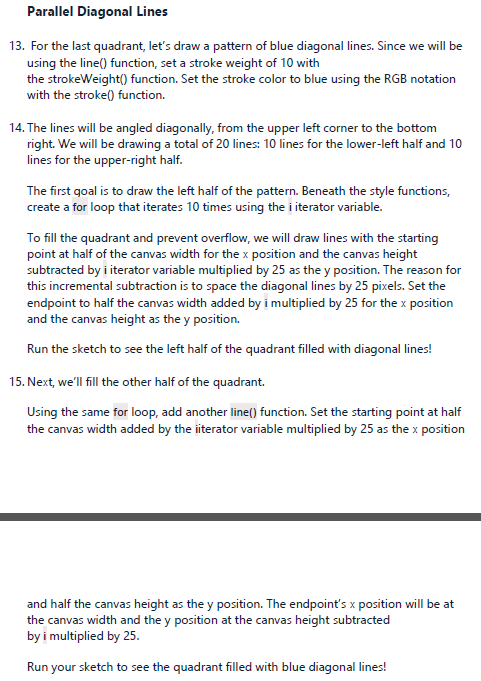 Parallel Diagonal Lines
13. For the last quadrant, let's draw a pattern of blue diagonal lines. Since we will be
using the line() function, set a stroke weight of 10 with
the strokeWeight() function. Set the stroke color to blue using the RGB notation
with the stroke() function.
14. The lines will be angled diagonally, from the upper left corner to the bottom
right. We will be drawing a total of 20 lines: 10 lines for the lower-left half and 10
lines for the upper-right half.
The first goal is to draw the left half of the pattern. Beneath the style functions,
create a for loop that iterates 10 times using the i iterator variable.
To fill the quadrant and prevent overflow, we will draw lines with the starting
point at half of the canvas width for the x position and the canvas height
subtracted by i iterator variable multiplied by 25 as the y position. The reason for
this incremental subtraction is to space the diagonal lines by 25 pixels. Set the
endpoint to half the canvas width added by i multiplied by 25 for the x position
and the canvas height as the y position.
Run the sketch to see the left half of the quadrant filled with diagonal lines!
15. Next, we'll fill the other half of the quadrant.
Using the same for loop, add another line() function. Set the starting point at half
the canvas width added by the iiterator variable multiplied by 25 as the x position
and half the canvas height as the y position. The endpoint's x position will be at
the canvas width and the y position at the canvas height subtracted
by i multiplied by 25.
Run your sketch to see the quadrant filled with blue diagonal lines!